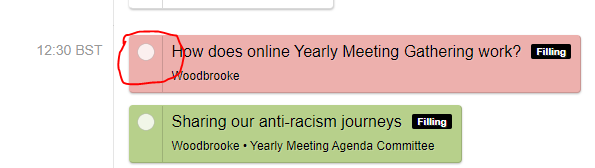 12:30 BST
How does online Yearly Meeting Gathering work? Filling
Woodbrooke
Sharing our anti-racism journeys Filling
Woodbrooke • Yearly Meeting Agenda Committee